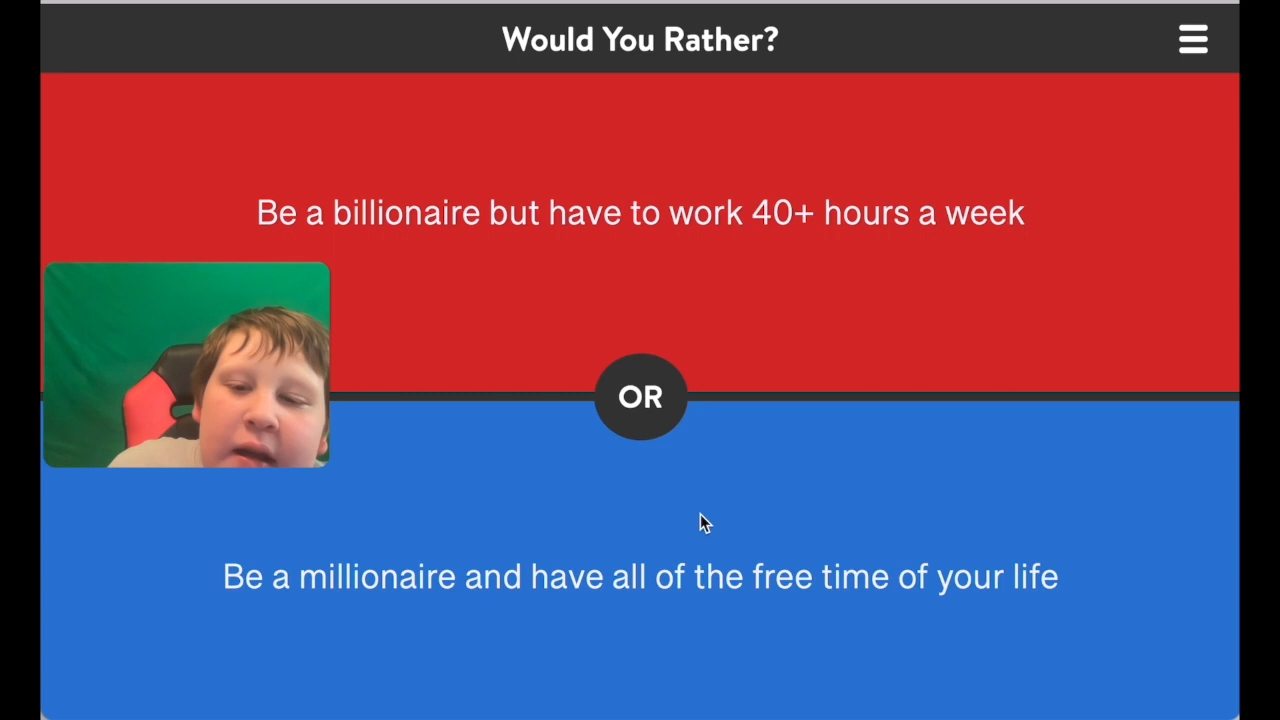 Would You Rather?
Be a billionaire but have to work 40+ hours a week
OR
Be a millionaire and have all of the free time of your life